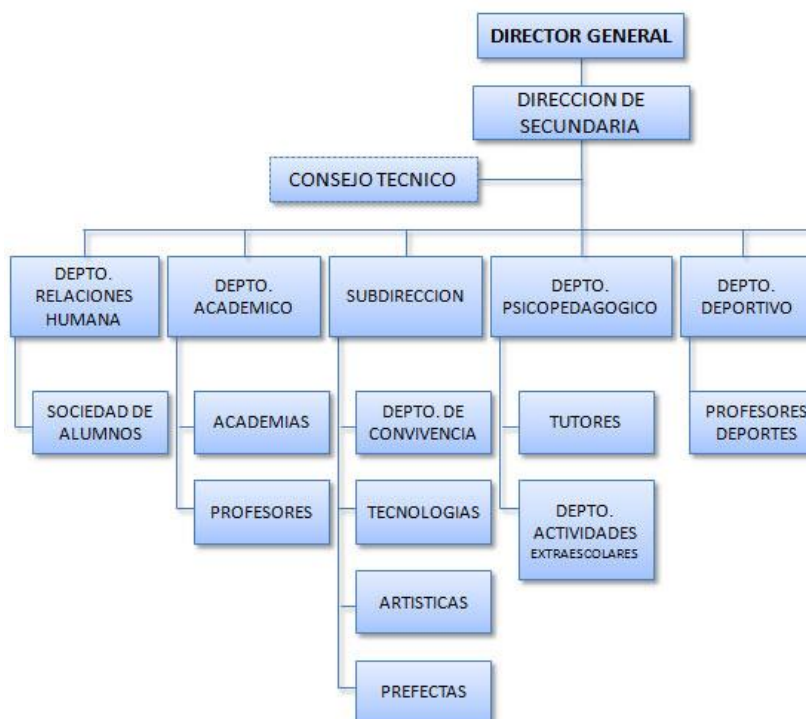 DIRECTOR GENERAL
DIRECCION DE
SECUNDARIA
CONSEJO TECNICO
DEPTO.
RELACIONES
HUMANA
DEPTO.
ACADEMICO
SUBDIRECCION
DEPTO.
PSICOPEDAGOGICO
DEPTO.
DEPORTIVO
SOCIEDAD DE
ALUMNOS
ACADEMIAS
DEPTO. DE
CONVIVENCIA
TUTORES
PROFESORES
DEPORTES
PROFESORES
TECNOLOGIAS
DEPTO.
ACTIVIDADES
EXTRAESCOLARES
ARTISTICAS
PREFECTAS